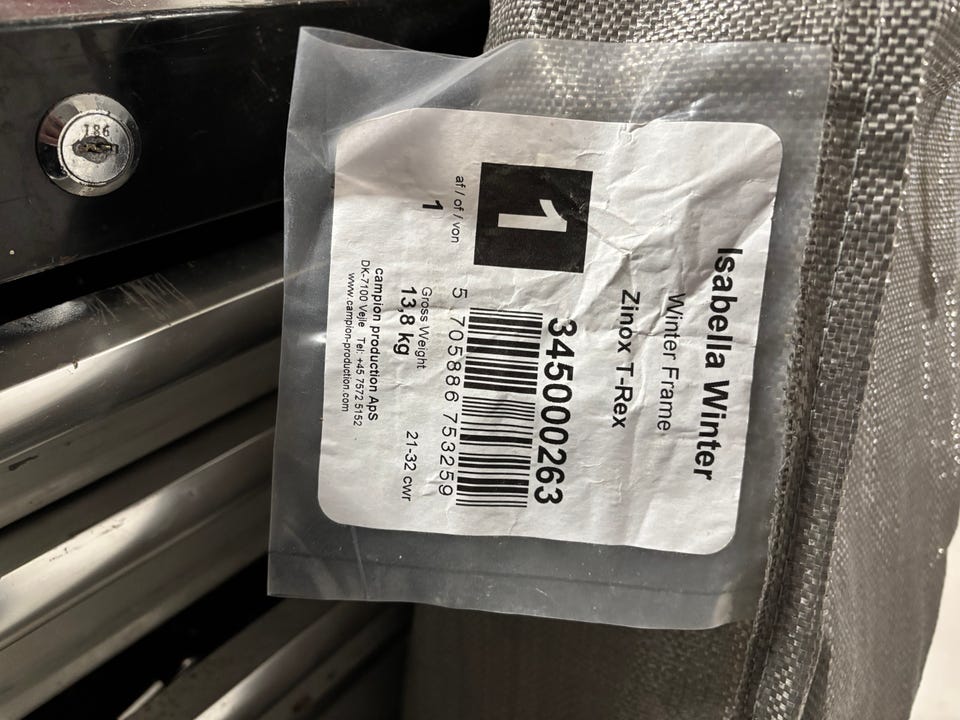 Isabella Winter
Winter Frame
Zinox T-Rex
345000263
5 705886 753259
1
af / of / von
1
Gross Weight
13,8 kg
21-32 cwr
campion production ApS
DK-7100 Vejle Tel: +45 7572 5152
www.campion-production.com
186